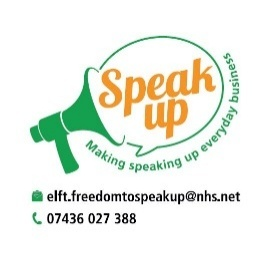 Speak
up
Making speaking up everyday business
elft.freedomtospeakup@nhs.net
07436 027 388